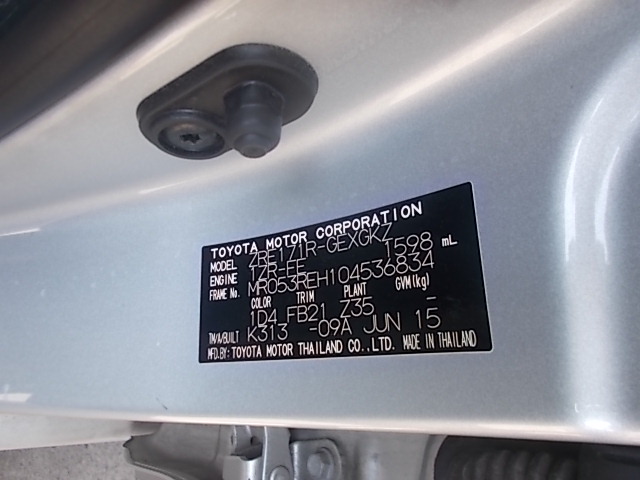 TOYOTA MOTOR CORPORATION
MODEL ZRE171R-GEXGKZ
ENGINE 1ZR-FE 1598 mL
FRAME No. MR053REH104536834
COLOR TRIM PLANT GVM(kg)
1D4 FB21 Z35 -
TM/A/BUILT K313 -09A JUN 15
MFD.BY: TOYOTA MOTOR THAILAND CO.,LTD. MADE IN THAILAND